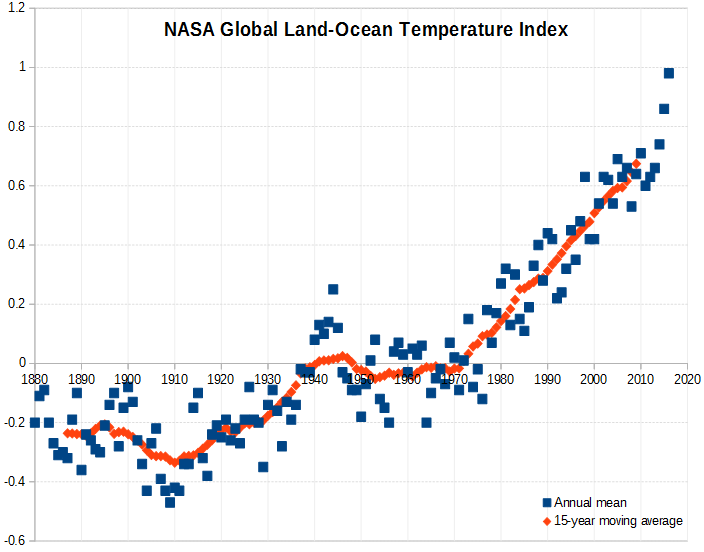 NASA Global Land-Ocean Temperature Index
1.2
1
0.8
0.6
0.4
0.2
0
-0.2
-0.4
-0.6
1880 1890 1900 1910 1920 1930 1940 1950 1960 1970 1980 1990 2000 2010 2020
Annual mean
15-year moving average